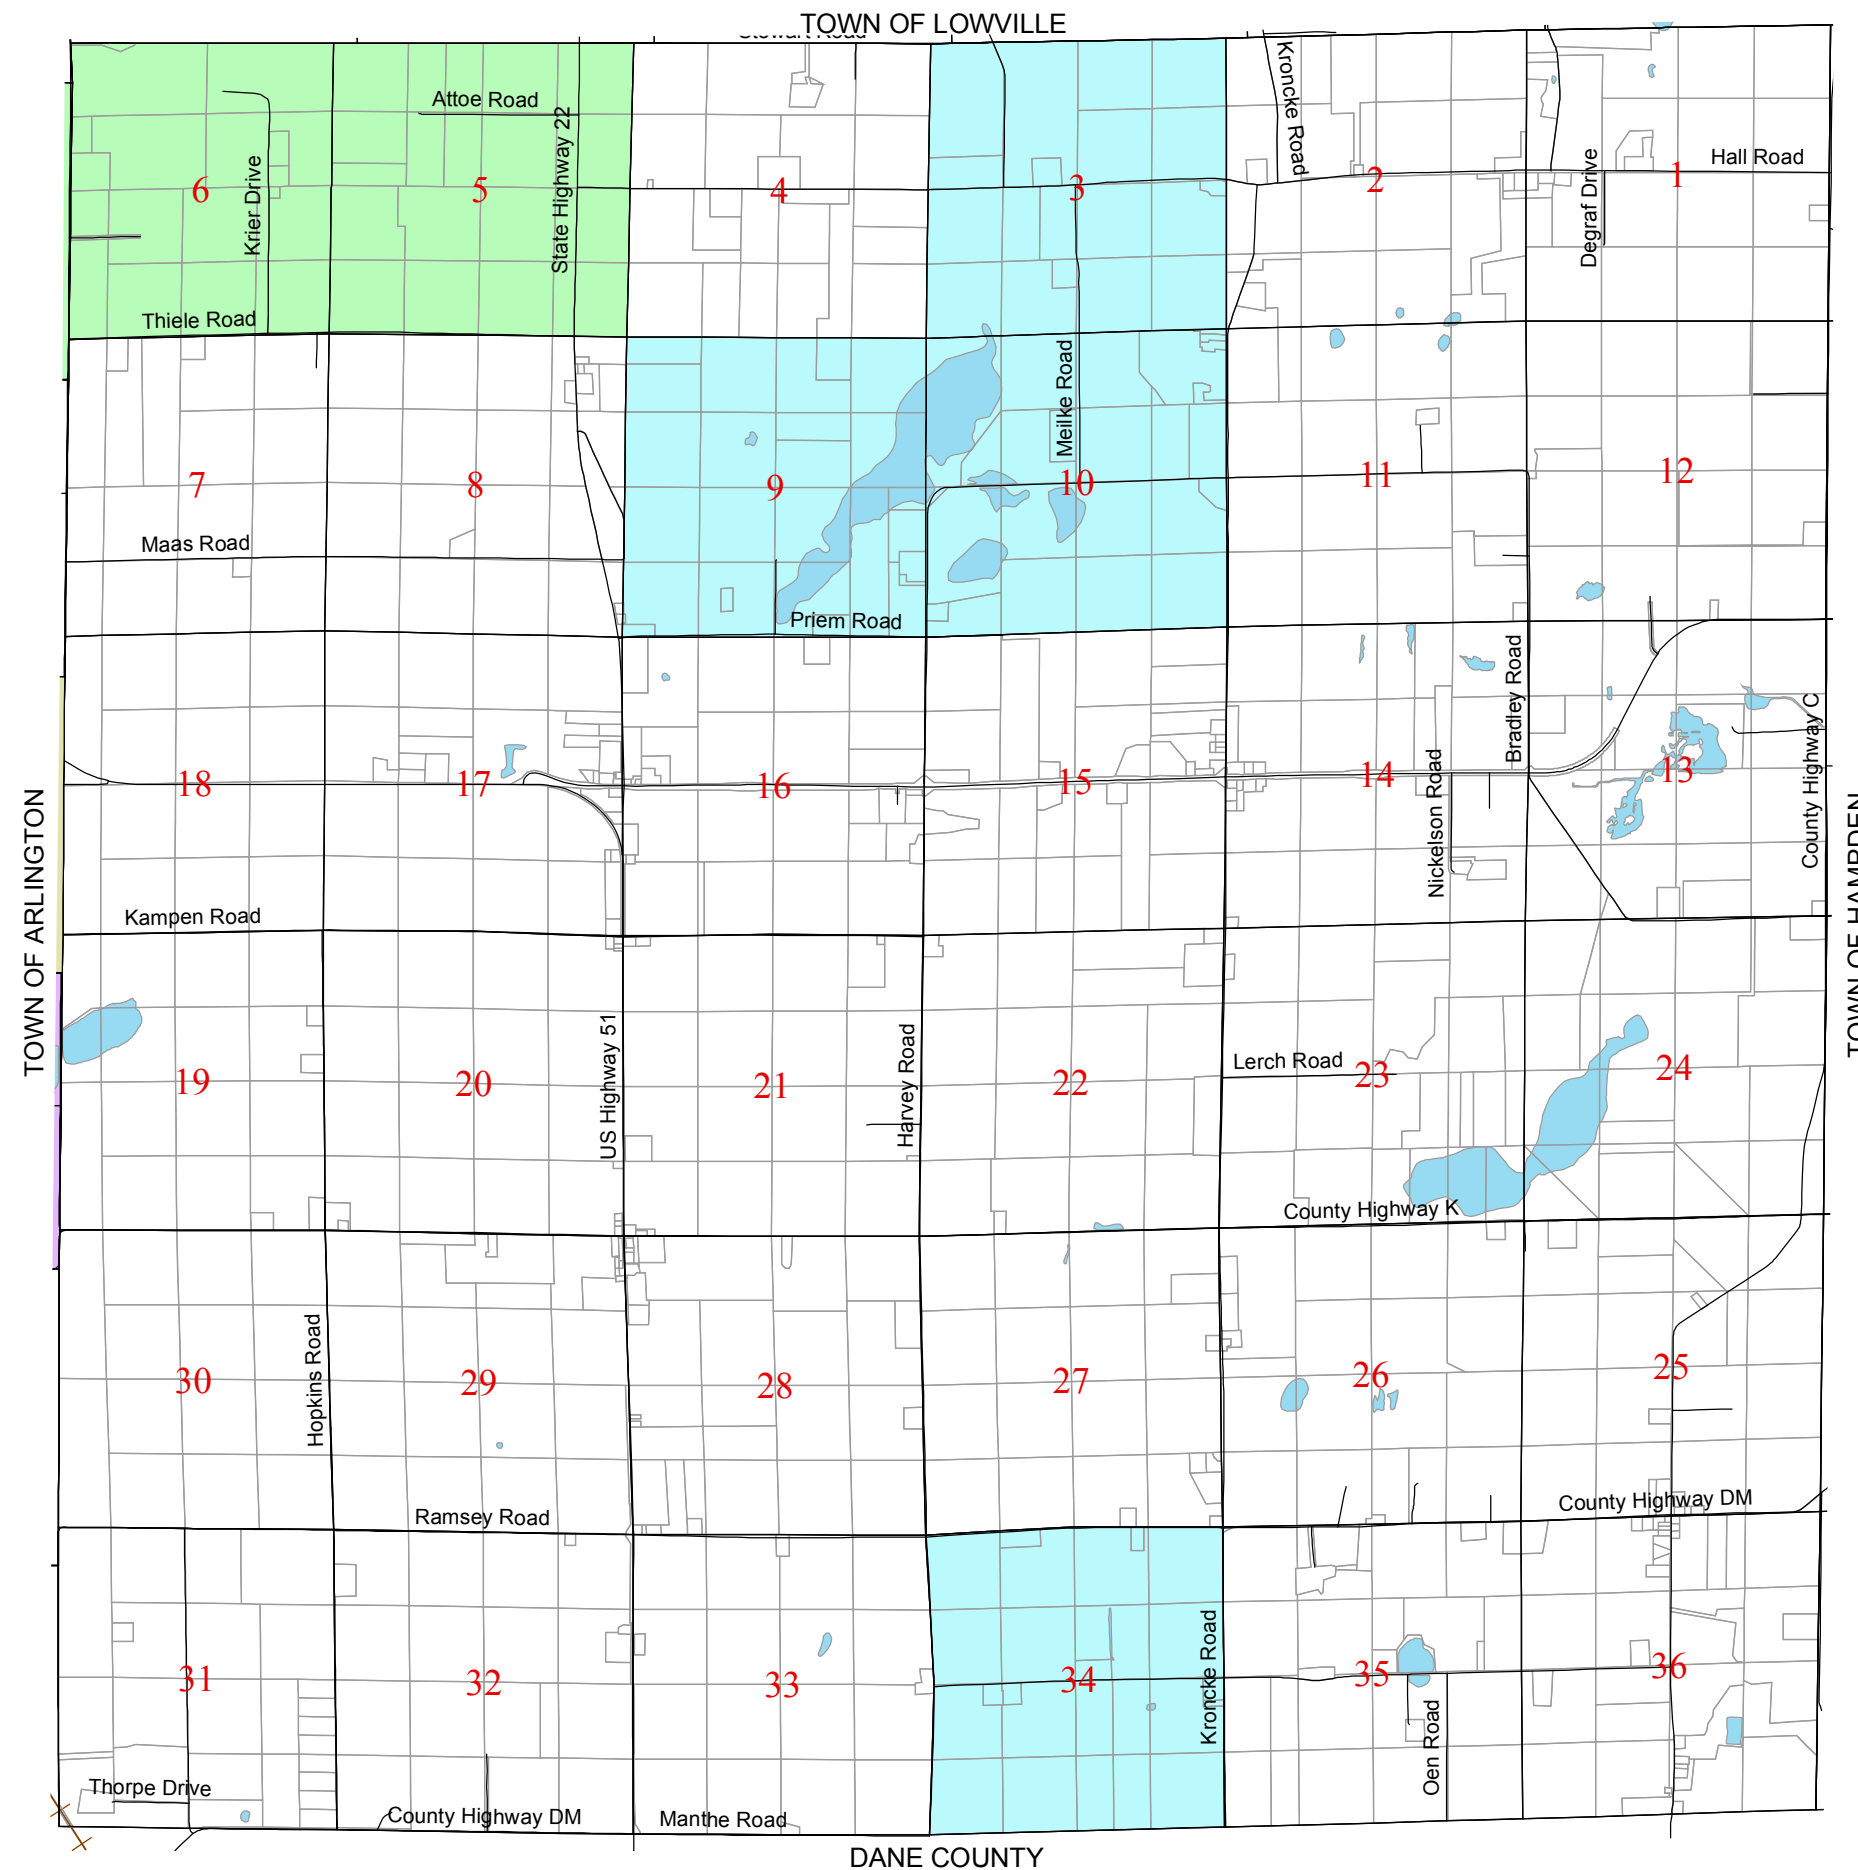 TOWN OF LOWVILLE
Stewart Road
Attoe Road
State Highway 22
Krier Drive
Kroncke Road
Degraf Drive
Hall Road
6
5
4
3
2
1
Thiele Road
Meilke Road
7
8
9
10
11
12
Maas Road
Priem Road
Bradley Road
County Highway C
Nickelson Road
18
17
16
15
14
13
TOWN OF ARLINGTON
TOWN OF HAMPDEN
Kampen Road
US Highway 51
Harvey Road
Lerch Road
19
20
21
22
23
24
County Highway K
Hopkins Road
30
29
28
27
26
25
Ramsey Road
County Highway DM
Kroncke Road
31
32
33
34
35
36
Oen Road
Thorpe Drive
County Highway DM
Manthe Road
DANE COUNTY